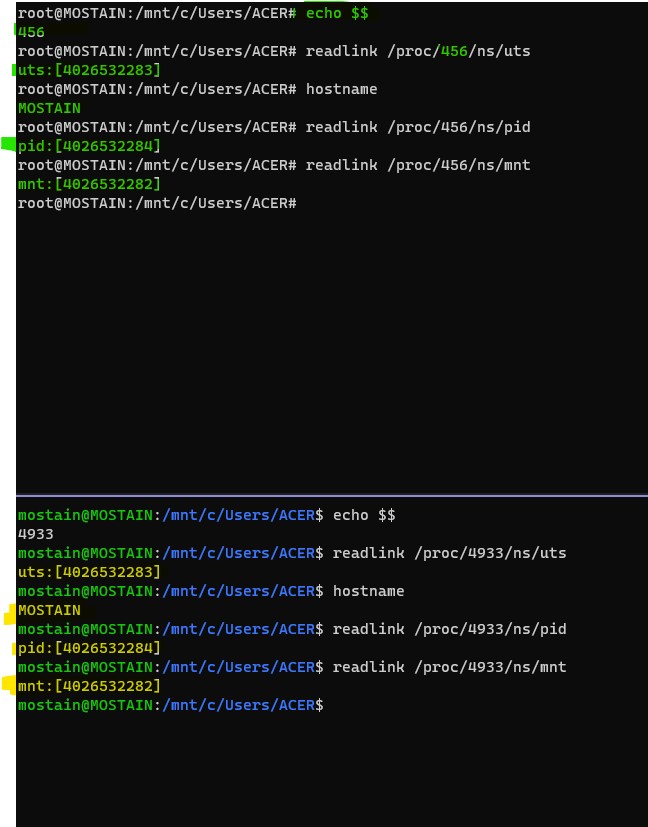 root@MOSTAIN:/mnt/c/Users/ACER# echo $$
456
root@MOSTAIN:/mnt/c/Users/ACER# readlink /proc/456/ns/uts
uts:[4026532283]
root@MOSTAIN:/mnt/c/Users/ACER# hostname
MOSTAIN
root@MOSTAIN:/mnt/c/Users/ACER# readlink /proc/456/ns/pid
pid:[4026532284]
root@MOSTAIN:/mnt/c/Users/ACER# readlink /proc/456/ns/mnt
mnt:[4026532282]
root@MOSTAIN:/mnt/c/Users/ACER#
mostain@MOSTAIN:/mnt/c/Users/ACER$ echo $$
4933
mostain@MOSTAIN:/mnt/c/Users/ACER$ readlink /proc/4933/ns/uts
uts:[4026532283]
mostain@MOSTAIN:/mnt/c/Users/ACER$ hostname
MOSTAIN
mostain@MOSTAIN:/mnt/c/Users/ACER$ readlink /proc/4933/ns/pid
pid:[4026532284]
mostain@MOSTAIN:/mnt/c/Users/ACER$ readlink /proc/4933/ns/mnt
mnt:[4026532282]
mostain@MOSTAIN:/mnt/c/Users/ACER$